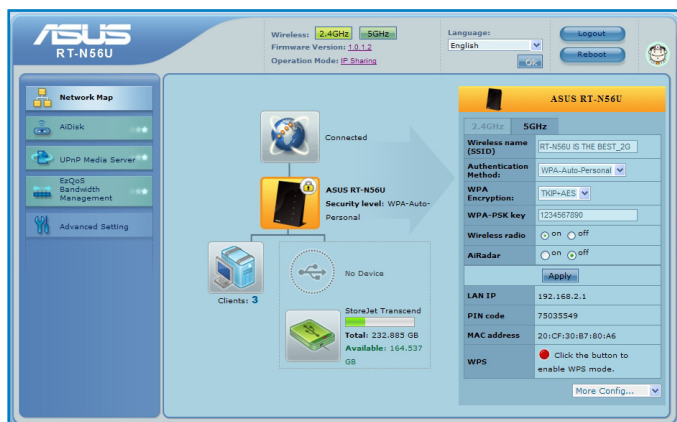 ASUS
RT-N56U
Wireless: 2.4GHz 5GHz
Firmware Version: 1.0.1.2
Operation Mode: IP Sharing
Language:
English
OK
Logout
Reboot
Network Map
AiDisk
UPnP Media Server
EzQoS
Bandwidth
Management
Advanced Setting
Connected
ASUS RT-N56U
Security level: WPA-Auto-
Personal
Clients: 3
No Device
StoreJet Transcend
Total: 232.885 GB
Available: 164.537
GB
ASUS RT-N56U
2.4GHz 5GHz
Wireless name
(SSID)
RT-N56U IS THE BEST_2G
Authentication
Method:
WPA-Auto-Personal
WPA
Encryption:
TKIP+AES
WPA-PSK key
1234567890
Wireless radio
on off
AiRadar
on off
Apply
LAN IP
192.168.2.1
PIN code
75035549
MAC address
20:CF:30:B7:80:A6
WPS
Click the button to
enable WPS mode.
More Config...